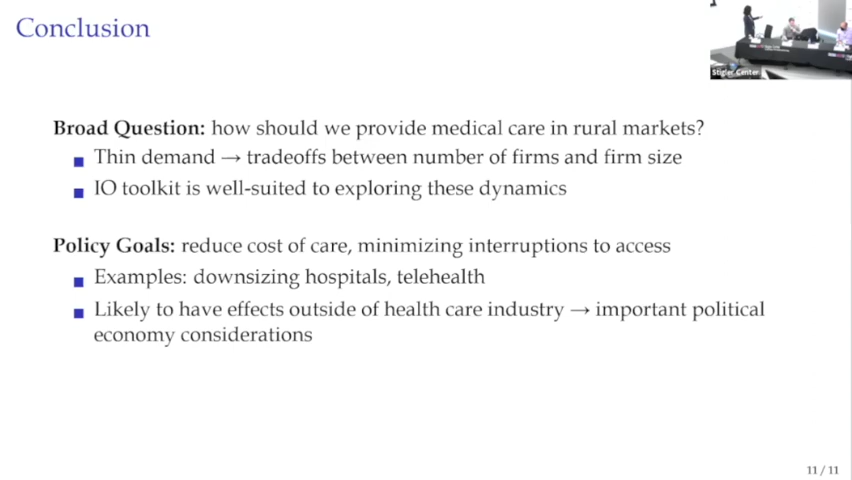 Conclusion
Stigler Center
Broad Question: how should we provide medical care in rural markets?
Thin demand → tradeoffs between number of firms and firm size
IO toolkit is well-suited to exploring these dynamics
Policy Goals: reduce cost of care, minimizing interruptions to access
Examples: downsizing hospitals, telehealth
Likely to have effects outside of health care industry → important political
economy considerations
11 / 11